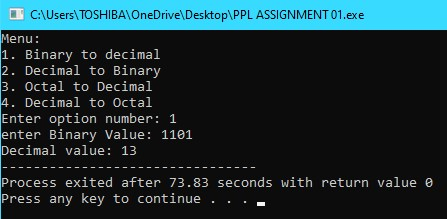 C:\Users\TOSHIBA\OneDrive\Desktop\PPL ASSIGNMENT 01.exe
Menu:
1. Binary to decimal
2. Decimal to Binary
3. Octal to Decimal
4. Decimal to Octal
Enter option number: 1
enter Binary Value: 1101
Decimal value: 13
--------------------------------
Process exited after 73.83 seconds with return value 0
Press any key to continue . . .